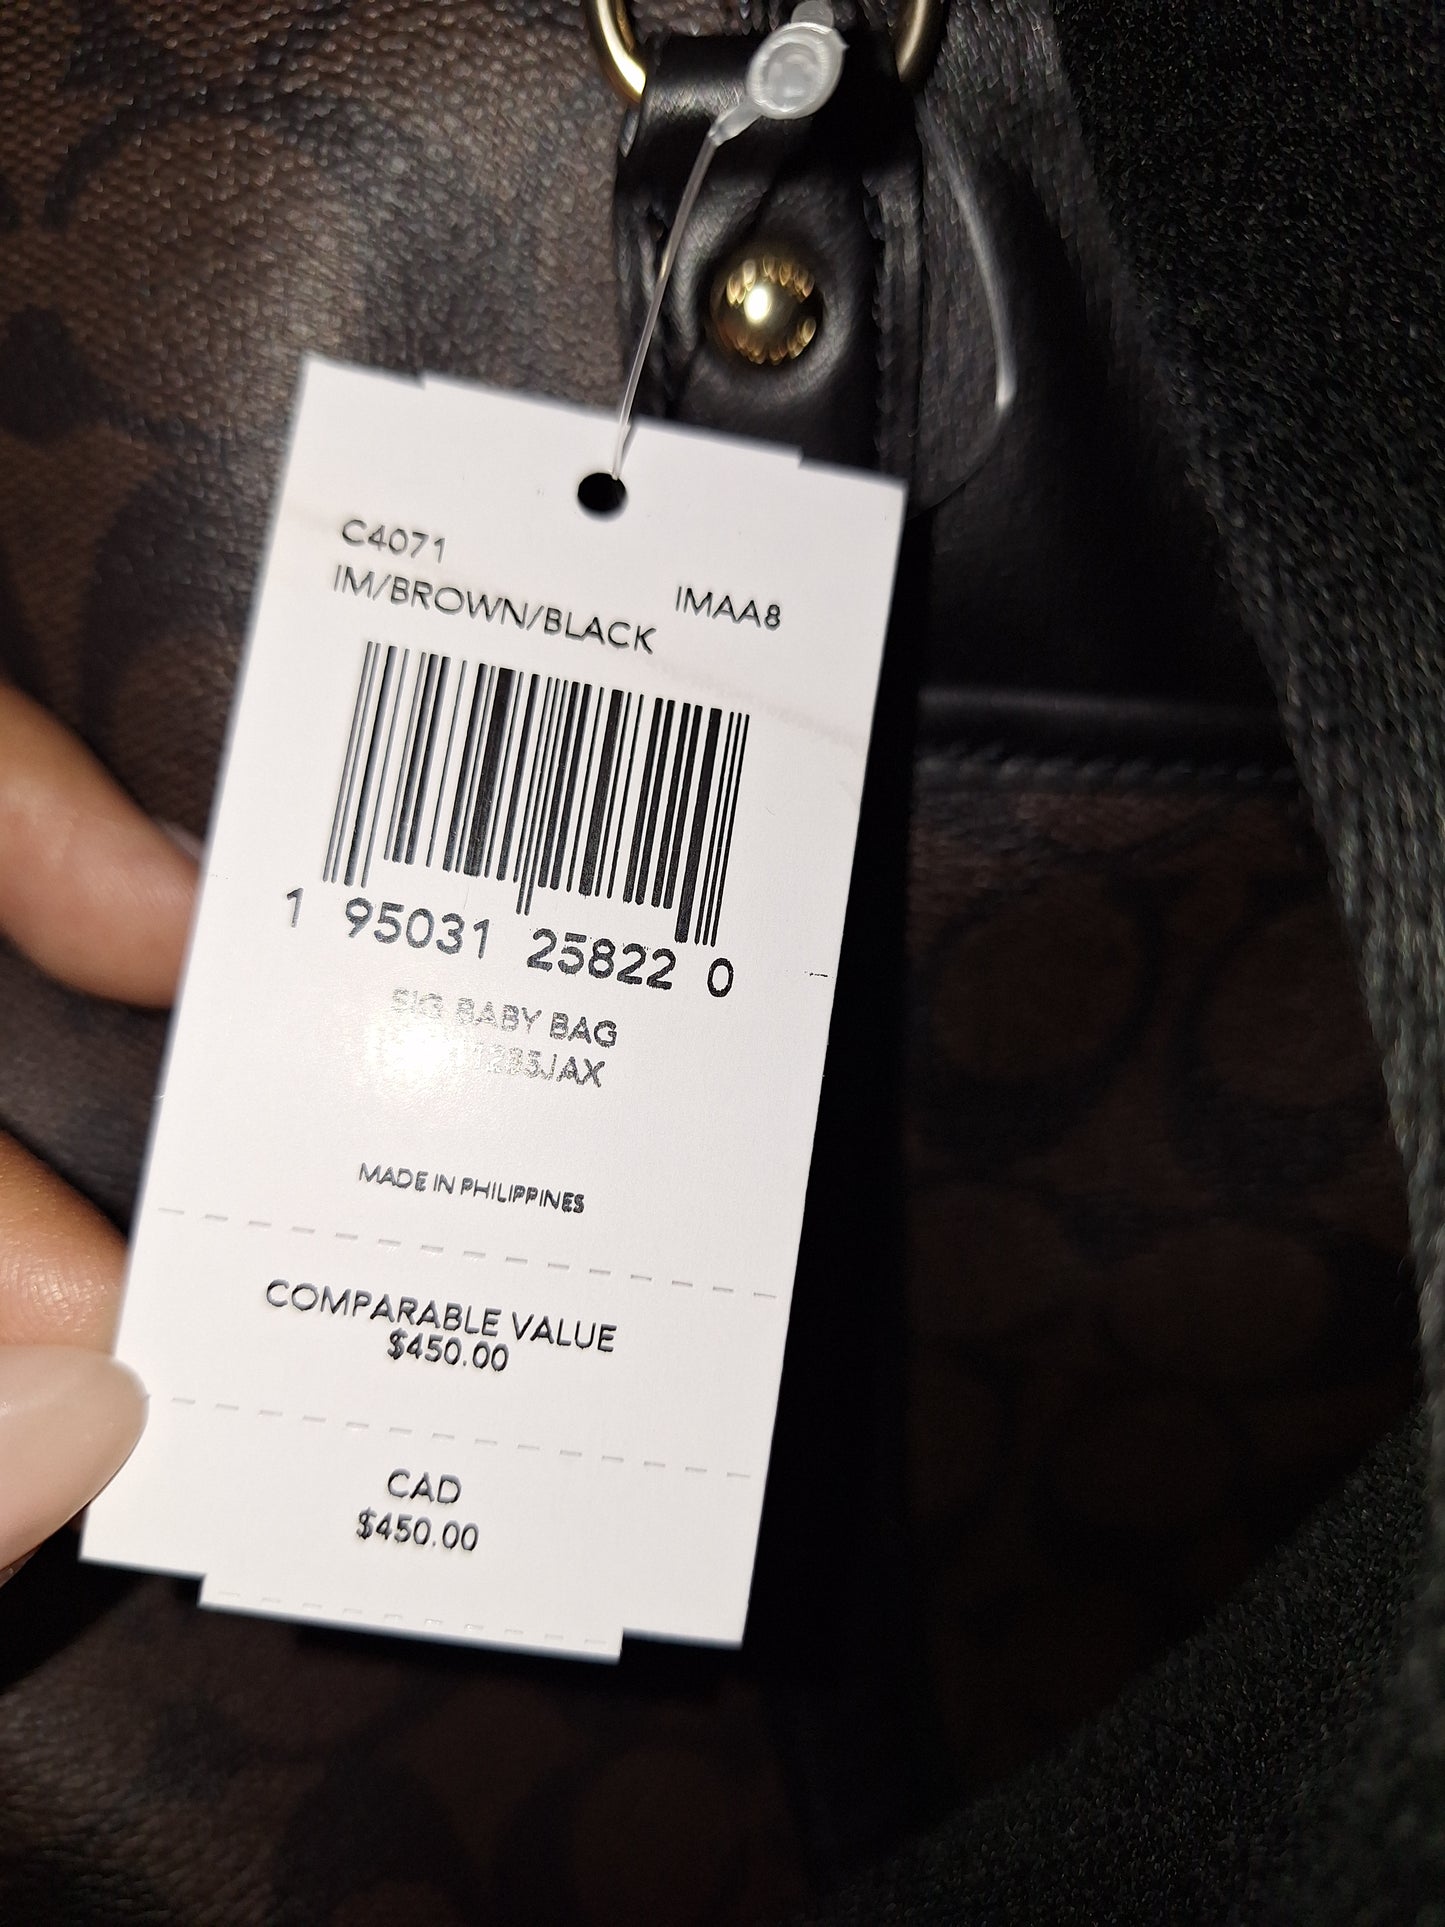 C4071
IM/BROWN/BLACK
IMAA8
1 95031 25822 0
SIG BABY BAG
MADE IN PHILIPPINES
COMPARABLE VALUE
$450.00
CAD
$450.00